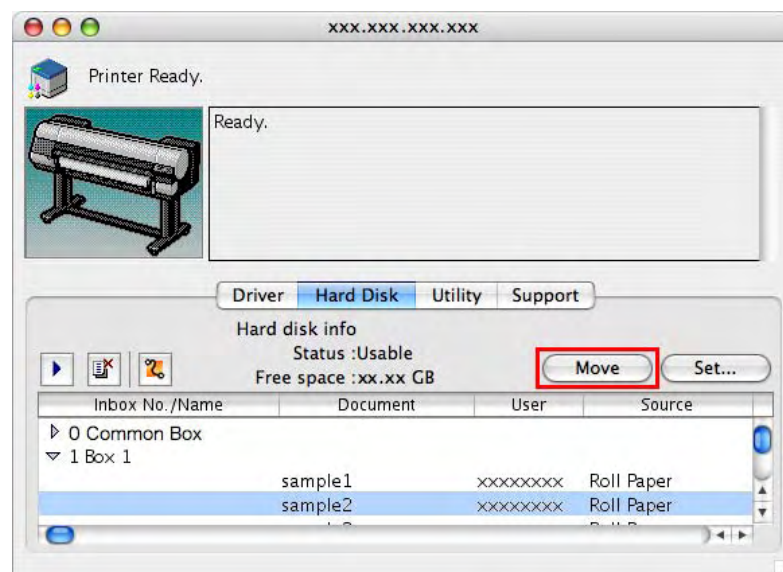 xxx.xxx.xxx.xxx
Printer Ready.
Ready.
Driver Hard Disk Utility Support
Hard disk info
Status :Usable
Free space :xx.xx GB
Move Set...
Inbox No./Name Document User Source
0 Common Box
1 Box 1
sample1 xxxxxxxx Roll Paper
sample2 xxxxxxxx Roll Paper